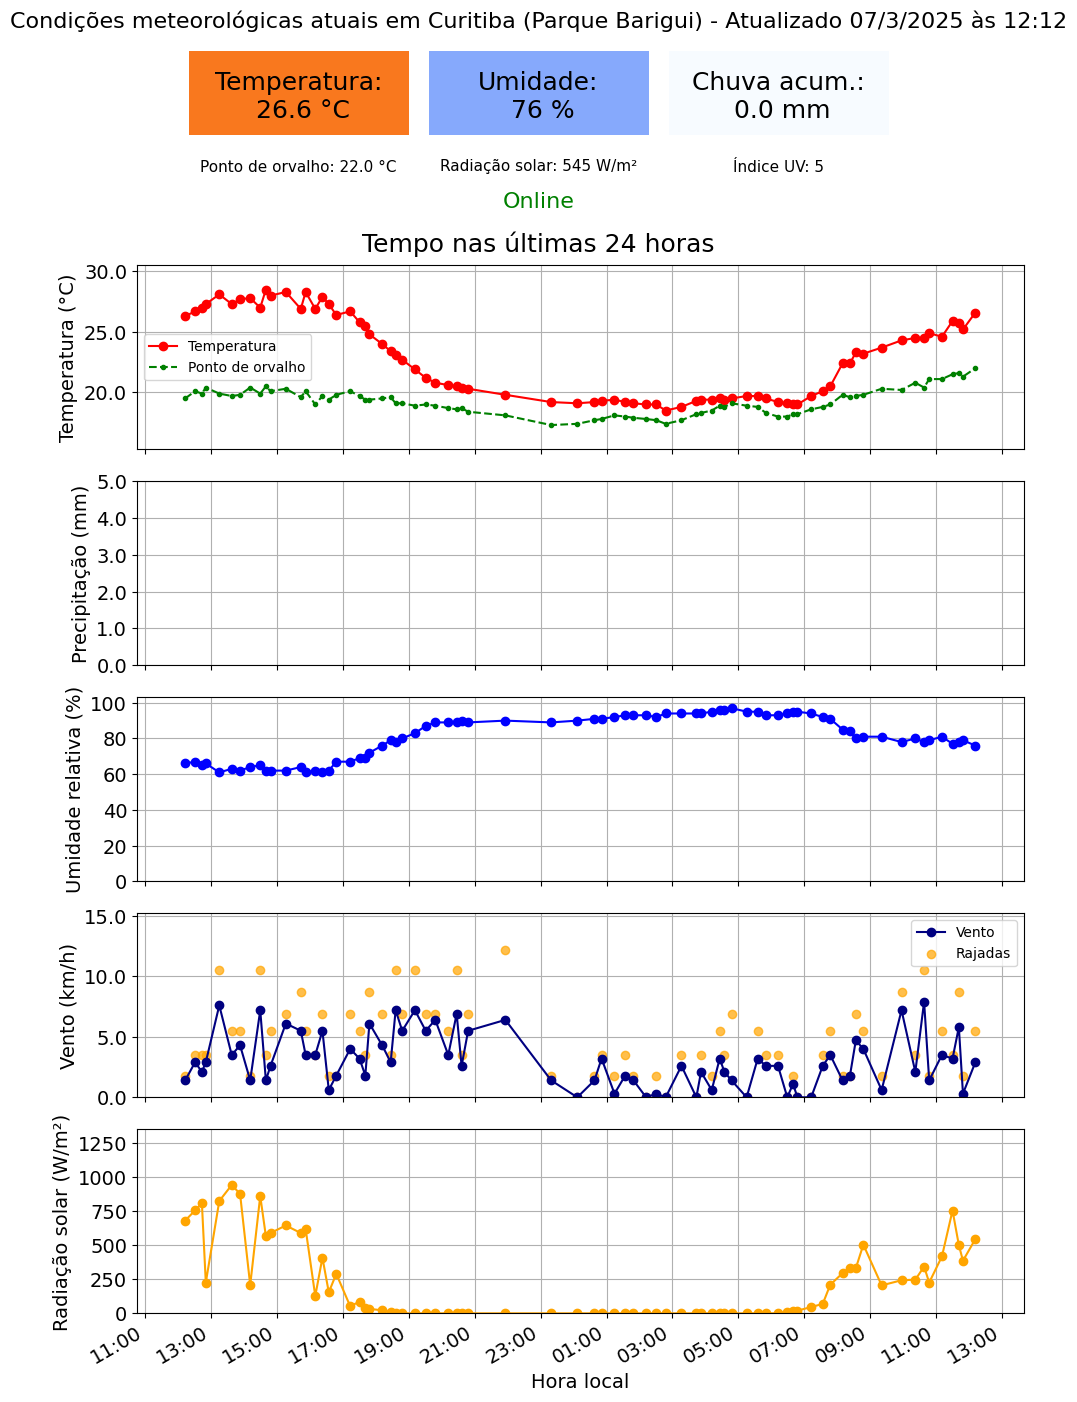 Condições meteorológicas atuais em Curitiba (Parque Barigui) - Atualizado 07/3/2025 às 12:12
Temperatura:
26.6 °C
Umidade:
76 %
Chuva acum.:
0.0 mm
Ponto de orvalho: 22.0 °C
Radiação solar: 545 W/m²
Índice UV: 5
Online
Tempo nas últimas 24 horas
Temperatura (°C)
30.0
25.0
20.0
Temperatura
Ponto de orvalho
Precipitação (mm)
5.0
4.0
3.0
2.0
1.0
0.0
Umidade relativa (%)
100
80
60
40
20
0
Vento (km/h)
15.0
10.0
5.0
0.0
Vento
Rajadas
Radiação solar (W/m²)
1250
1000
750
500
250
0
11:00 13:00 15:00 17:00 19:00 21:00 23:00 01:00 03:00 05:00 07:00 09:00 11:00 13:00
Hora local